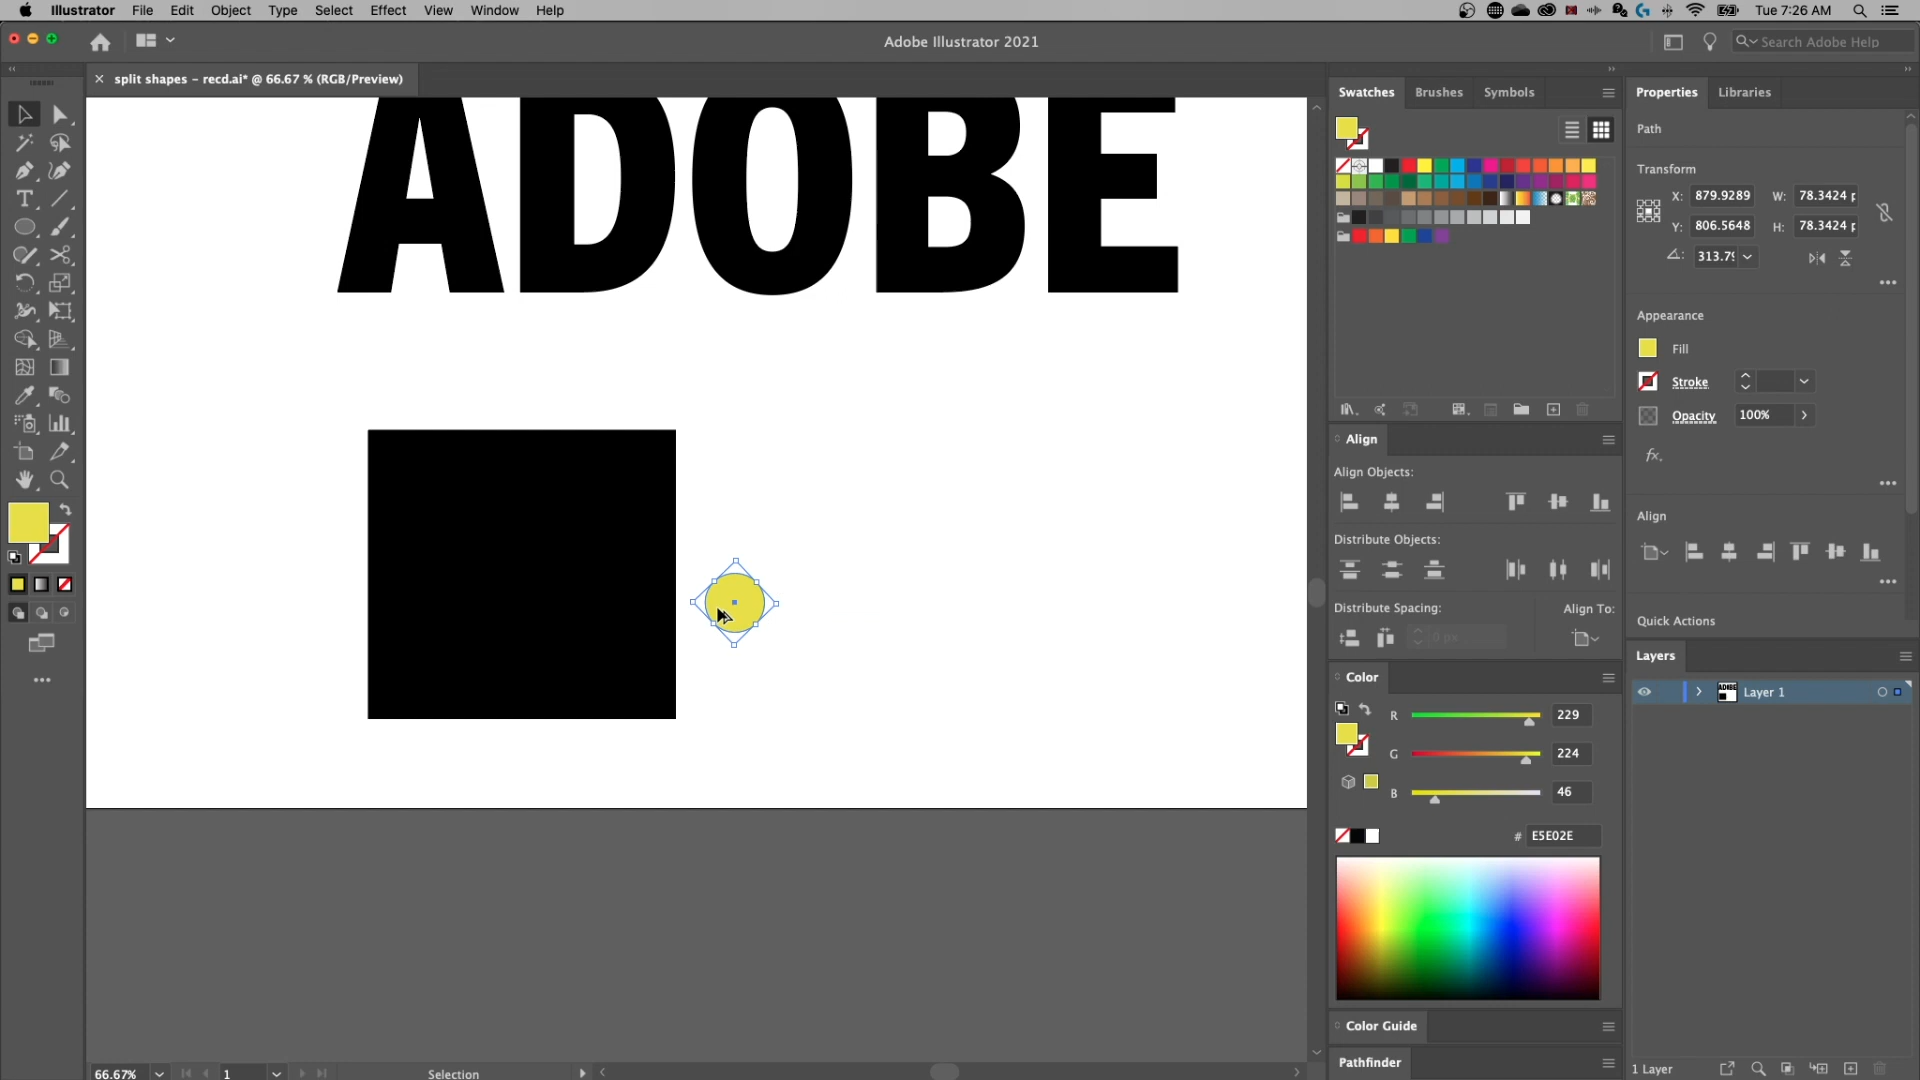 Illustrator File Edit Object Type Select Effect View Window Help Tue 7:26 AM
Adobe Illustrator 2021
Search Adobe Help
× split shapes – recd.ai* @ 66.67 % (RGB/Preview)
ADOBE
Swatches Brushes Symbols
Properties Libraries
Path
Transform
X: 879.9289 W: 78.3424
Y: 806.5648 H: 78.3424
313.79
Appearance
Fill
Stroke
Opacity 100%
fx.
Align
Align Objects:
Distribute Objects:
Distribute Spacing: Align To:
0 px
Align
Quick Actions
Color
R 229
G 224
B 46
# E5E02E
Color Guide
Pathfinder
Layers
Layer 1
1 Layer
66.67% 1 Selection